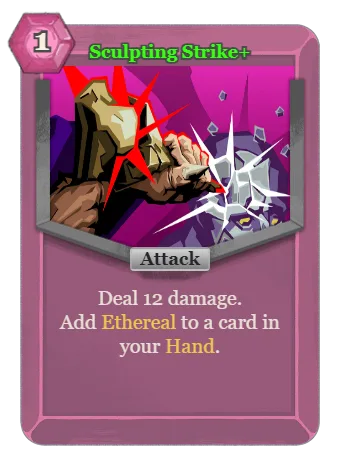 1
Sculpting Strike+
Attack
Deal 12 damage.
Add Ethereal to a card in
your Hand.